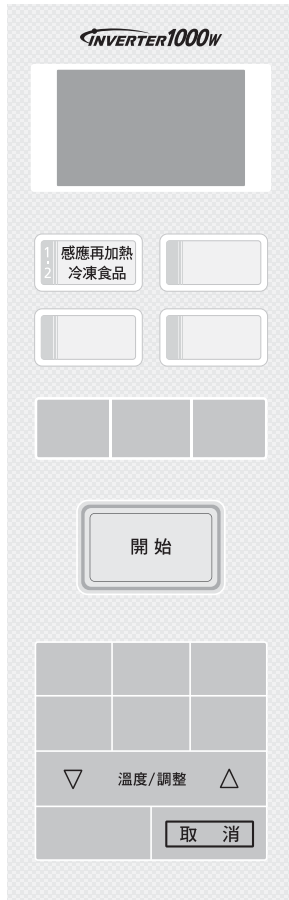 INVERTER1000W
1・2 感應再加熱
冷凍食品
開始
▽ 溫度/調整 △
取 消